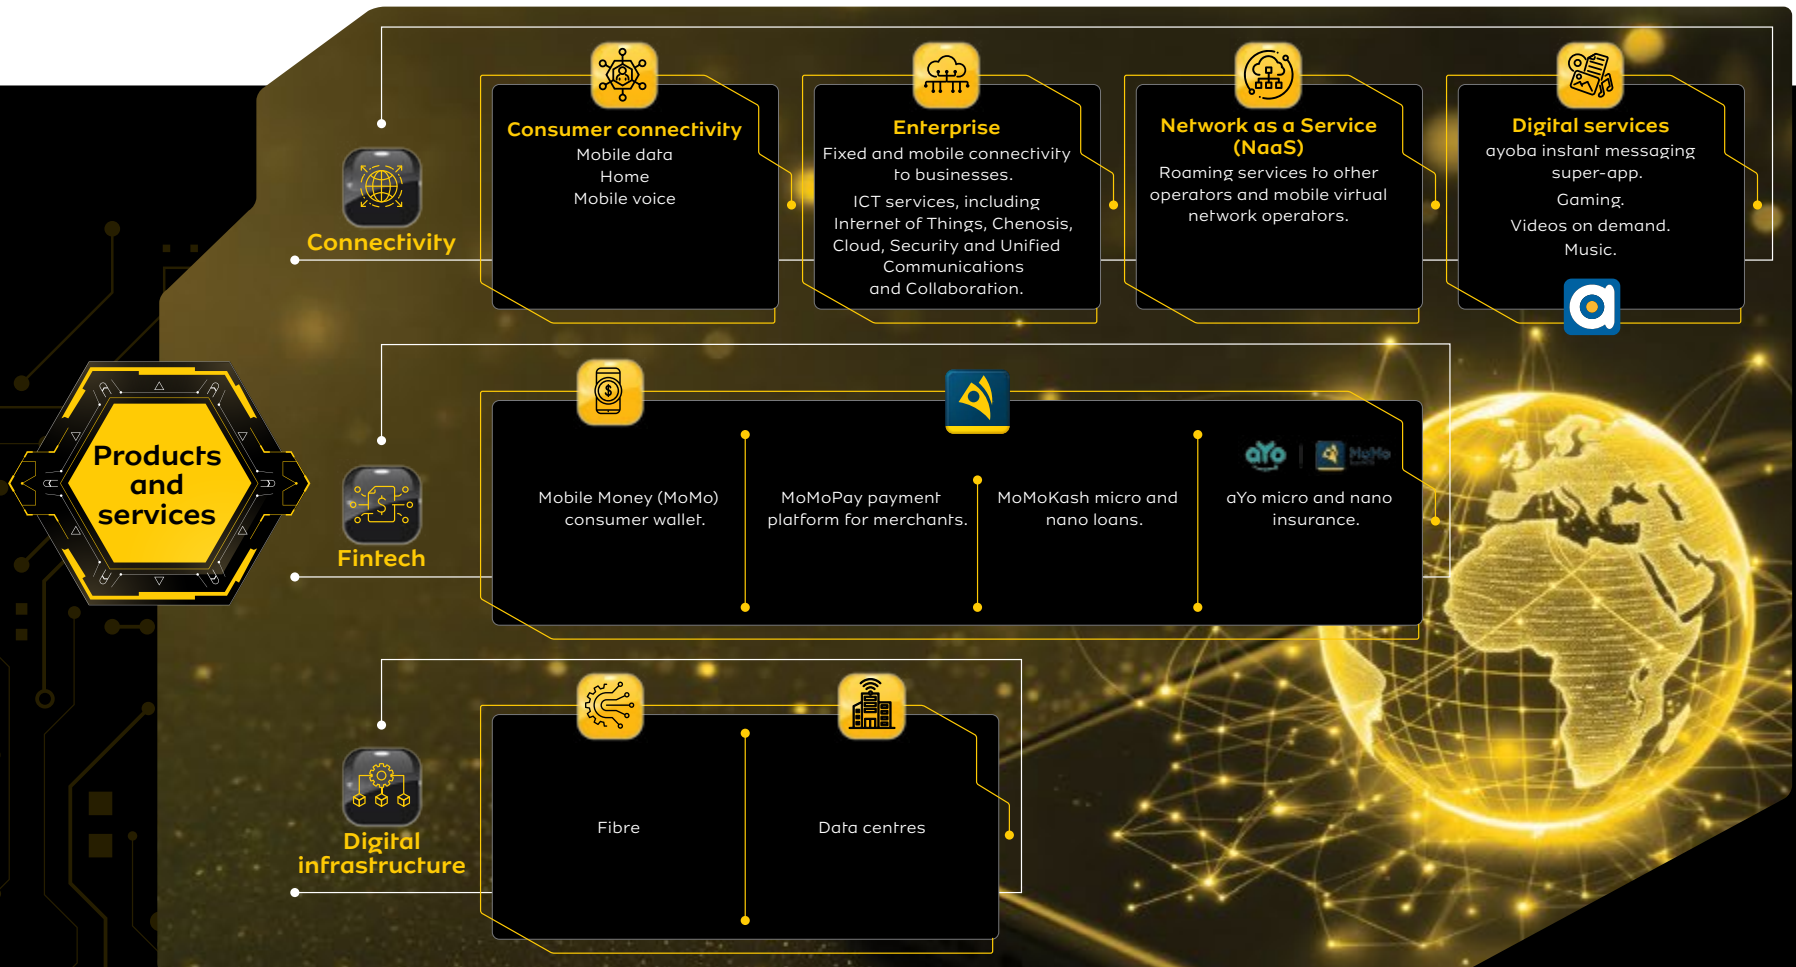 Products
and
services
Connectivity
Consumer connectivity
Mobile data
Home
Mobile voice
Enterprise
Fixed and mobile connectivity
to businesses.
ICT services, including
Internet of Things, Chenosis,
Cloud, Security and Unified
Communications
and Collaboration.
Network as a Service
(NaaS)
Roaming services to other
operators and mobile virtual
network operators.
Digital services
ayoba instant messaging
super-app.
Gaming.
Videos on demand.
Music.
Fintech
Mobile Money (MoMo)
consumer wallet.
MoMoPay payment
platform for merchants.
MoMoKash micro and
nano loans.
aYo
MoMo
aYo micro and nano
insurance.
Digital
infrastructure
Fibre
Data centres